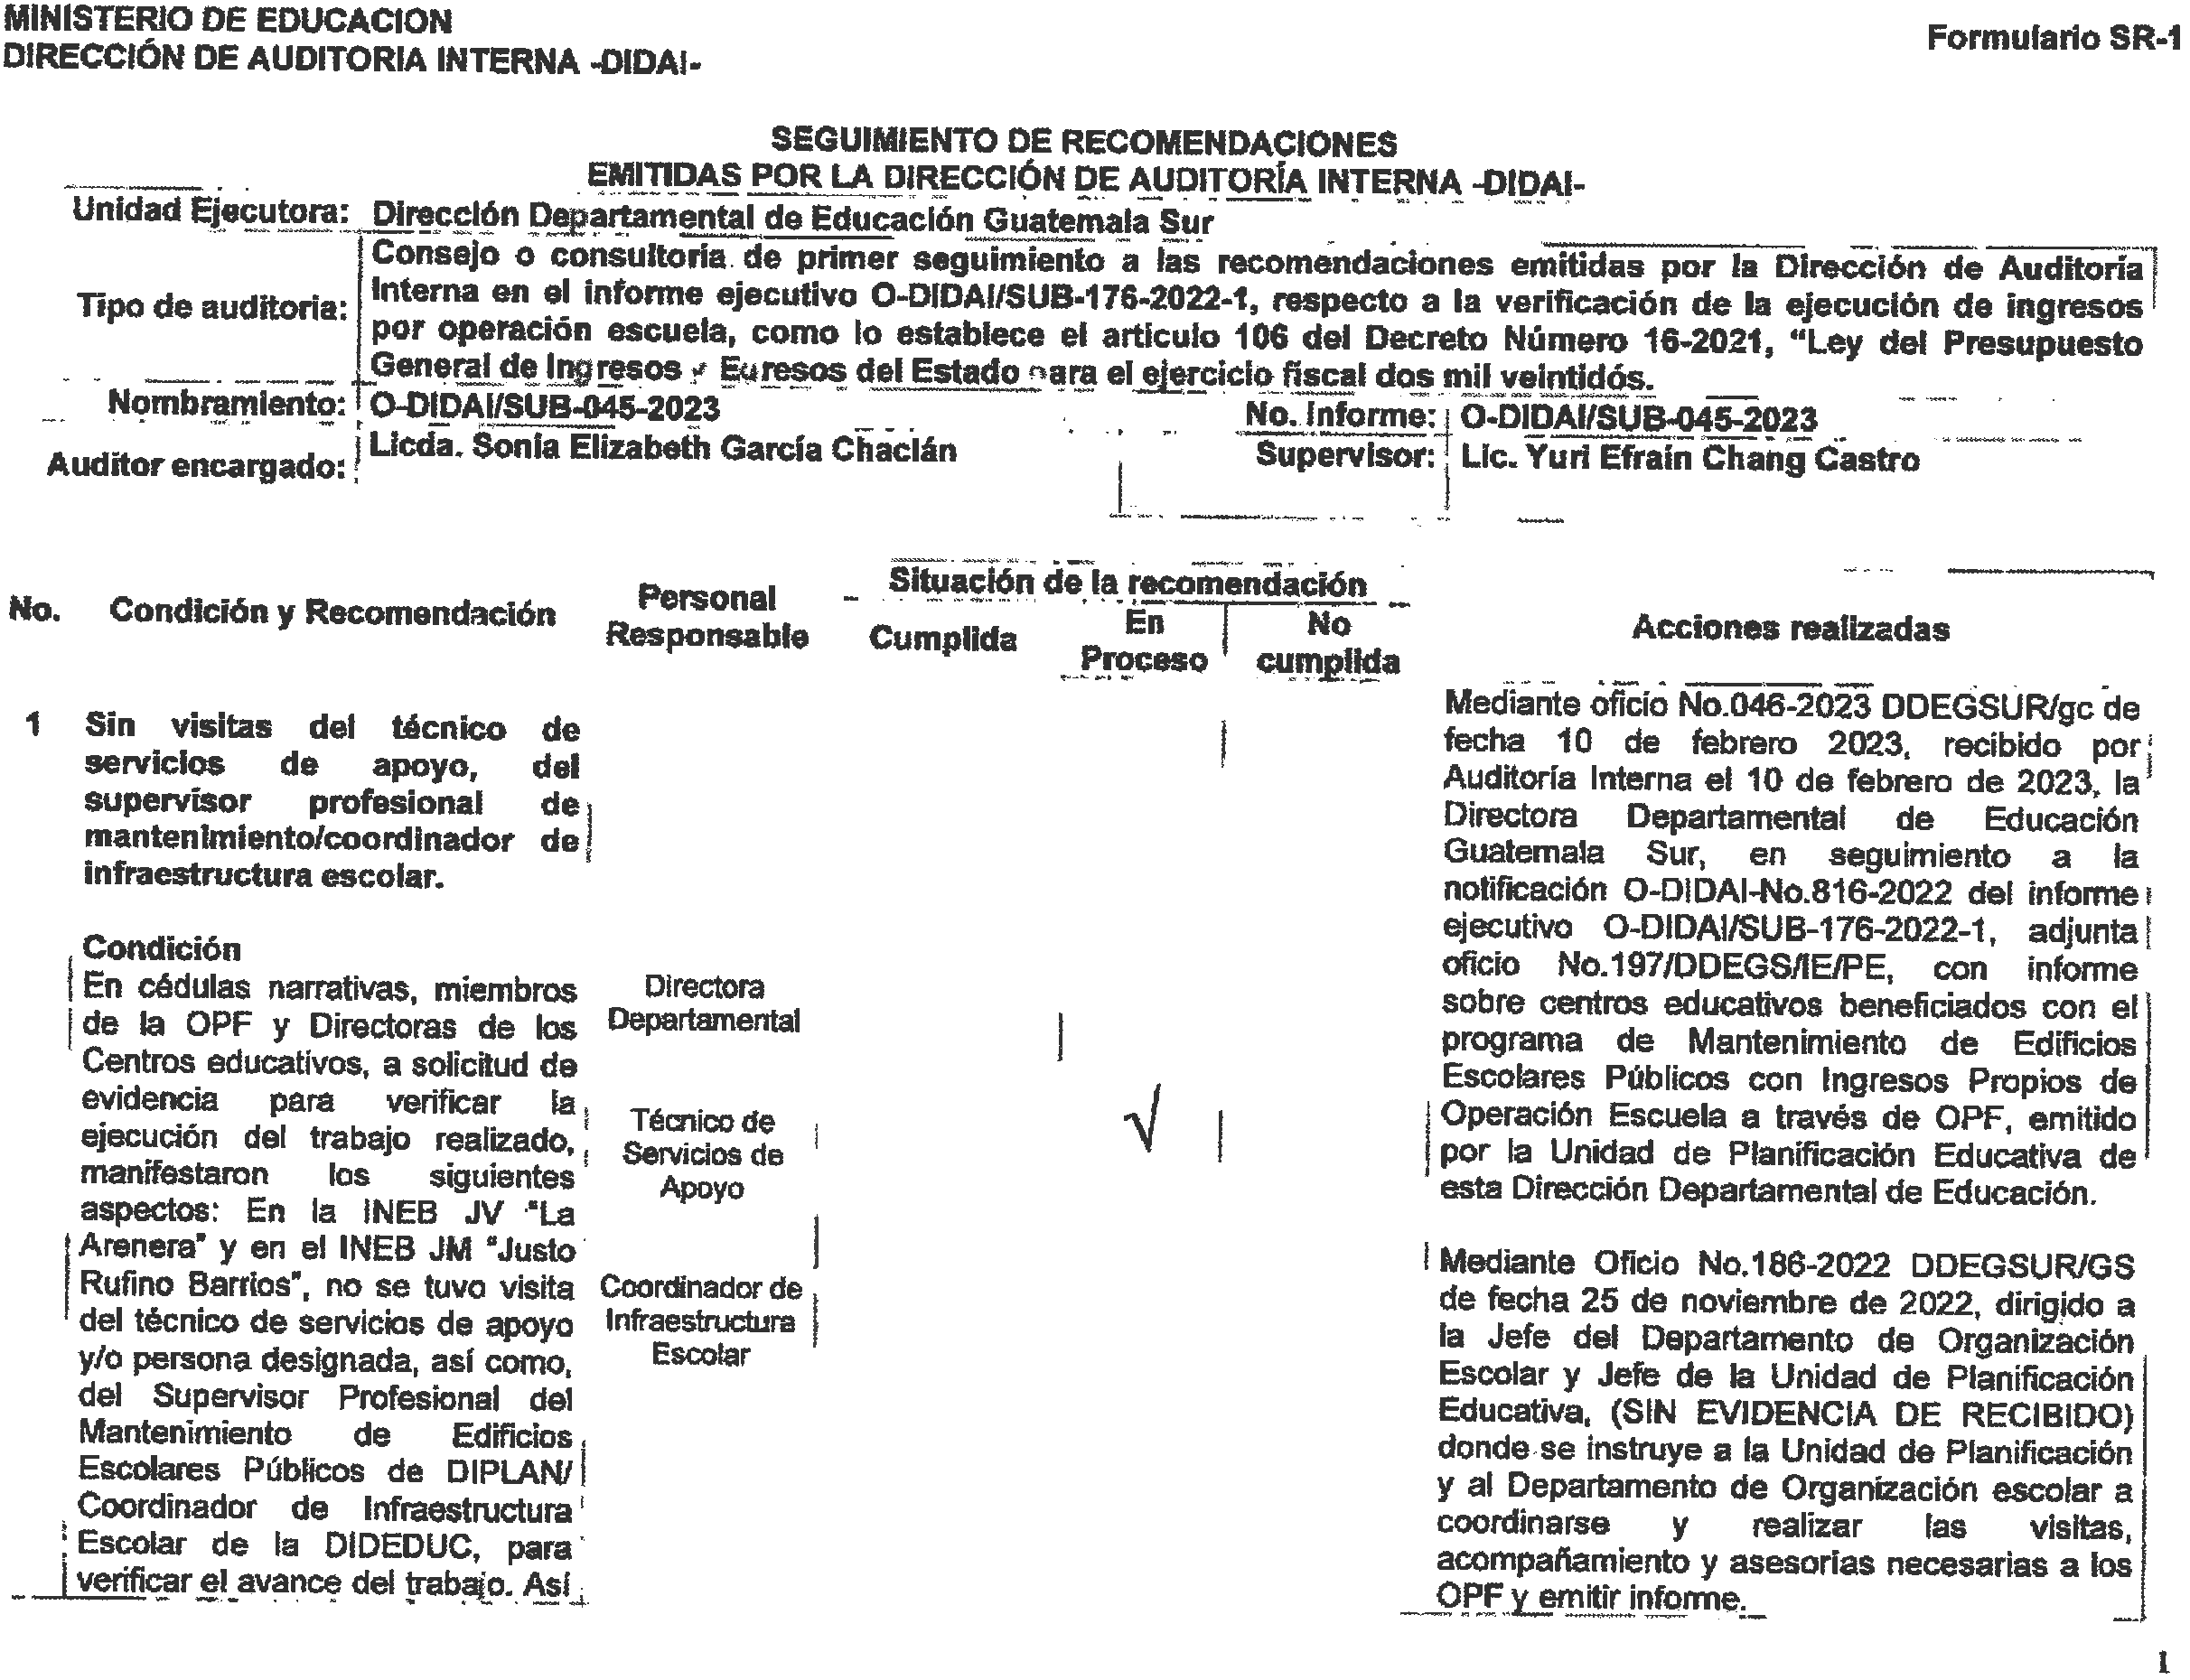 MINISTERIO DE EDUCACION
DIRECCIÓN DE AUDITORIA INTERNA -DIDAI-
Formulario SR-1
SEGUIMIENTO DE RECOMENDACIONES
EMITIDAS POR LA DIRECCIÓN DE AUDITORÍA INTERNA -DIDAI-
Unidad Ejecutora: Dirección Departamental de Educación Guatemala Sur
Tipo de auditoria:
Consejo o consultoría de primer seguimiento a las recomendaciones emitidas por la Dirección de Auditoría
Interna en el informe ejecutivo O-DIDAI/SUB-176-2022-1, respecto a la verificación de la ejecución de ingresos
por operación escuela, como lo establece el artículo 106 del Decreto Número 16-2021, “Ley del Presupuesto
General de Ingresos y Egresos del Estado para el ejercicio fiscal dos mil veintidós.
Nombramiento: O-DIDAI/SUB-045-2023
No. Informe: O-DIDAI/SUB-045-2023
Auditor encargado: Licda. Sonia Elizabeth García Chaclán
Supervisor: Lic. Yuri Efraín Chang Castro
No.
Condición y Recomendación
Personal
Responsable
Situación de la recomendación
Cumplida
En
Proceso
No
cumplida
Acciones realizadas
1
Sin visitas del técnico de
servicios de apoyo, del
supervisor profesional de
mantenimiento/coordinador de
infraestructura escolar.
Condición
En cédulas narrativas, miembros
de la OPF y Directoras de los
Centros educativos, a solicitud de
evidencia para verificar la
ejecución del trabajo realizado,
manifestaron los siguientes
aspectos: En la INEB JV “La
Arenera” y en el INEB JM “Justo
Rufino Barrios”, no se tuvo visita
del técnico de servicios de apoyo
y/o persona designada, así como,
del Supervisor Profesional del
Mantenimiento de Edificios
Escolares Públicos de DIPLAN/
Coordinador de Infraestructura
Escolar de la DIDEDUC, para
verificar el avance del trabajo. Así
Directora
Departamental
Técnico de
Servicios de
Apoyo
Coordinador de
Infraestructura
Escolar
√
Mediante oficio No.046-2023 DDEGSUR/gc de
fecha 10 de febrero 2023, recibido por
Auditoría Interna el 10 de febrero de 2023, la
Directora Departamental de Educación
Guatemala Sur, en seguimiento a la
notificación O-DIDAI-No.816-2022 del informe
ejecutivo O-DIDAI/SUB-176-2022-1, adjunta
oficio No.197/DDEGS/IE/PE, con informe
sobre centros educativos beneficiados con el
programa de Mantenimiento de Edificios
Escolares Públicos con Ingresos Propios de
Operación Escuela a través de OPF, emitido
por la Unidad de Planificación Educativa de
esta Dirección Departamental de Educación.
Mediante Oficio No.186-2022 DDEGSUR/GS
de fecha 25 de noviembre de 2022, dirigido a
la Jefe del Departamento de Organización
Escolar y Jefe de la Unidad de Planificación
Educativa, (SIN EVIDENCIA DE RECIBIDO)
donde se instruye a la Unidad de Planificación
y al Departamento de Organización escolar a
coordinarse y realizar las visitas,
acompañamiento y asesorías necesarias a los
OPF y emitir informe.
1